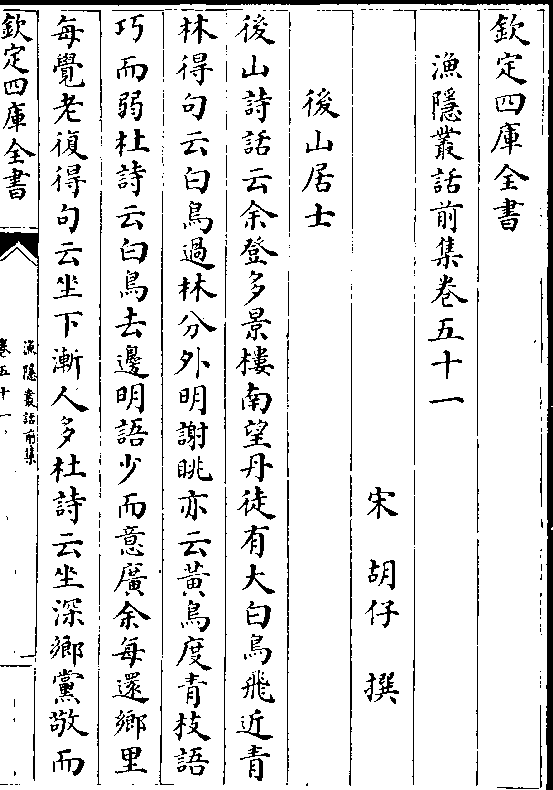 欽定四庫全書
漁隱叢話前集卷五十一
宋 胡仔 撰
後山居士
後山詩話云余登多景樓南望丹徒有大白鳥飛近青
林得句云白鳥過林分外明謝眺亦云黃鳥度青枝語
巧而弱杜詩云白鳥去邊明語少而意廣余每還鄉里
每覺老復得句云坐下漸人多杜詩云坐深鄉黨敬而
欽定四庫全書
漁隱叢話前集
卷五十一